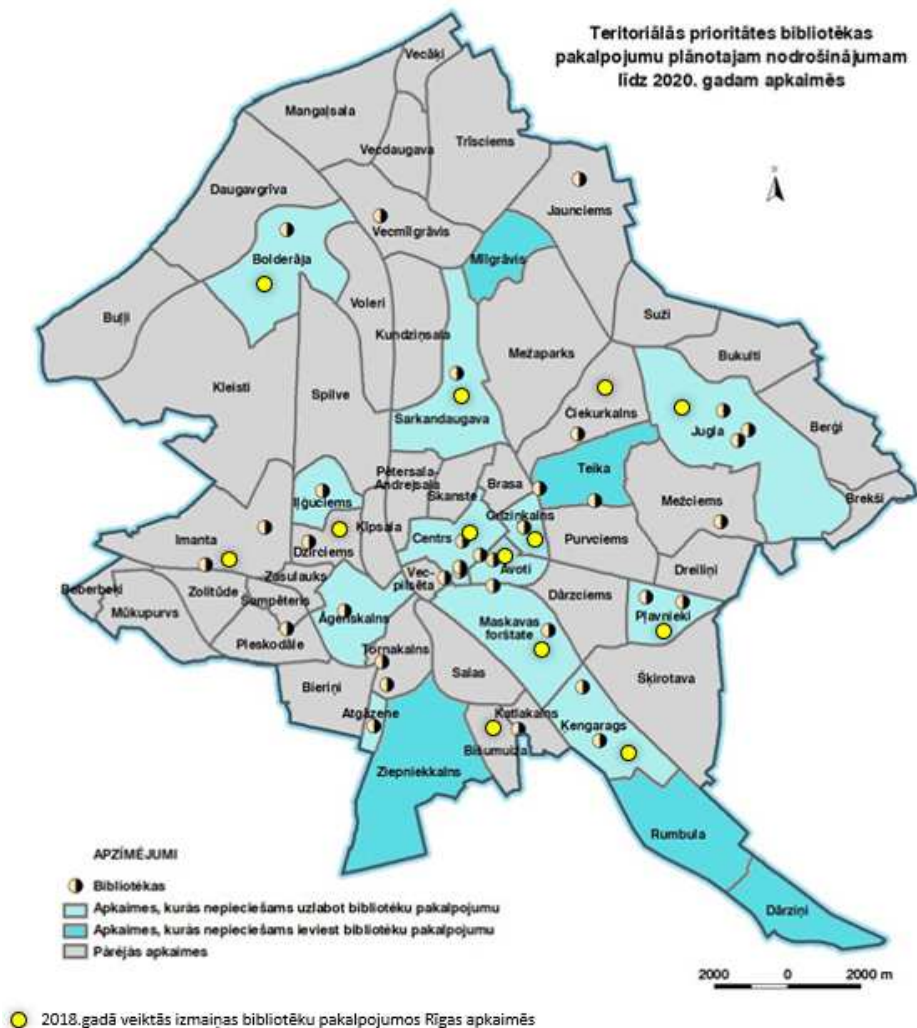 Teritoriālās prioritātes bibliotēkas
pakalpojumu plānotajam nodrošinājumam
līdz 2020. gadam apkaimēs
Vecāķi
Mangaļsala
Vecdaugava
Trīsciems
Daugavgrīva
Jaunciems
Vecmīlgrāvis
Mīlgrāvis
Bolderāja
Voleri
Suži
Buļļi
Kundziņsala
Mežaparks
Bukulti
Kleisti
Spilve
Čiekurkalns
Berģi
Sarkandaugava
Jugla
Teika
Pētersala-
Andrejsala
Brasa
Skanste
Mežciems
Brekši
Iļģuciems
Grīziņkalns
Ķīpsala
Centrs
Imanta
Dzirciems
Purvciems
Avoti
Vec-
pilsēta
Dreiliņi
Zasulauks
Beberbeķi
Zolitūde
Dārzciems
Sampēteris
Pļavnieki
Mūkupurvs
Āgenskalns
Maskavas
forštate
Pleskodāle
Torņakalns
Salas
Šķirotava
Bieriņi
Atgāzene
Katlakalns
Ķengarags
Bišumuiža
Ziepniekkalns
Rumbula
Dārziņi
APZĪMĒJUMI
Bibliotēkas
Apkaimes, kurās nepieciešams uzlabot bibliotēku pakalpojumu
Apkaimes, kurās nepieciešams ieviest bibliotēku pakalpojumu
Pārējās apkaimes
2000 0 2000 m
2018.gadā veiktās izmaiņas bibliotēku pakalpojumos Rīgas apkaimēs